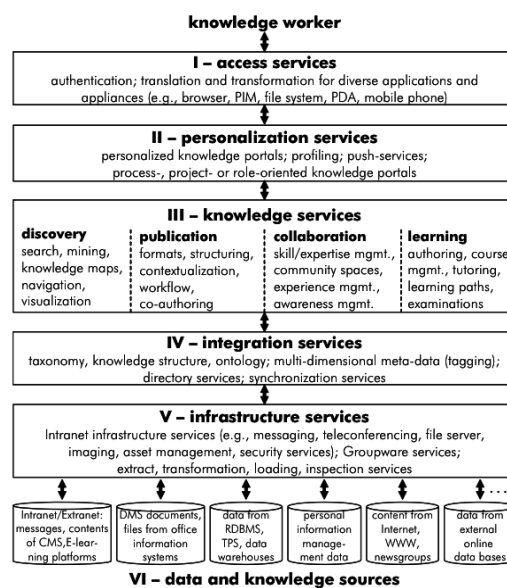 knowledge worker
I – access services
authentication; translation and transformation for diverse applications and
appliances (e.g., browser, PIM, file system, PDA, mobile phone)
II – personalization services
personalized knowledge portals; profiling; push-services;
process-, project- or role-oriented knowledge portals
III – knowledge services
discovery
search, mining,
knowledge maps,
navigation,
visualization
publication
formats, structuring,
contextualization,
workflow,
co-authoring
collaboration
skill/expertise mgmt.,
community spaces,
experience mgmt.,
awareness mgmt.
learning
authoring, course
mgmt., tutoring,
learning paths,
examinations
IV – integration services
taxonomy, knowledge structure, ontology; multi-dimensional meta-data (tagging);
directory services; synchronization services
V – infrastructure services
Intranet infrastructure services (e.g., messaging, teleconferencing, file server,
imaging, asset management, security services); Groupware services;
extract, transformation, loading, inspection services
Intranet/Extranet:
messages, contents
of CMS,E-lear-
ning platforms
DMS documents,
files from office
information
systems
data from
RDBMS,
TPS, data
warehouses
personal
information
manage-
ment data
content from
Internet,
WWW,
newsgroups
data from
external
online
data bases
....
VI – data and knowledge sources